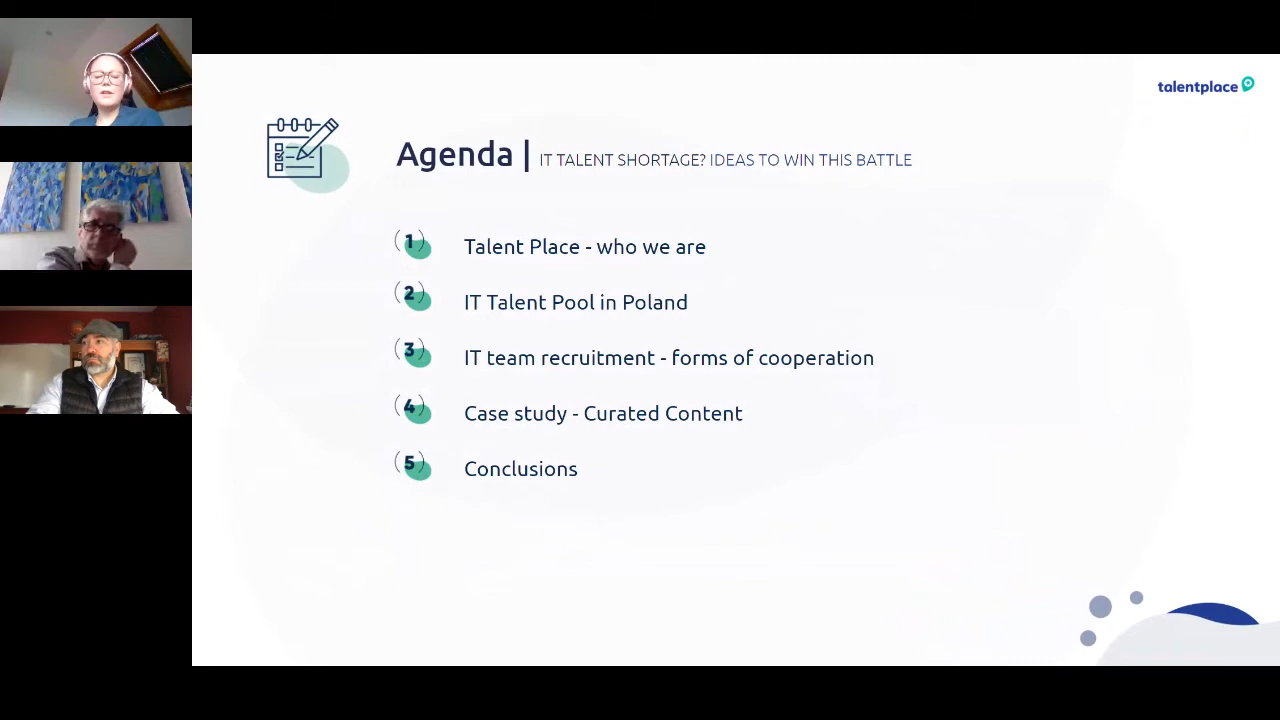 talentplace
Agenda | IT TALENT SHORTAGE? IDEAS TO WIN THIS BATTLE
1 Talent Place - who we are
2 IT Talent Pool in Poland
3 IT team recruitment - forms of cooperation
4 Case study - Curated Content
5 Conclusions